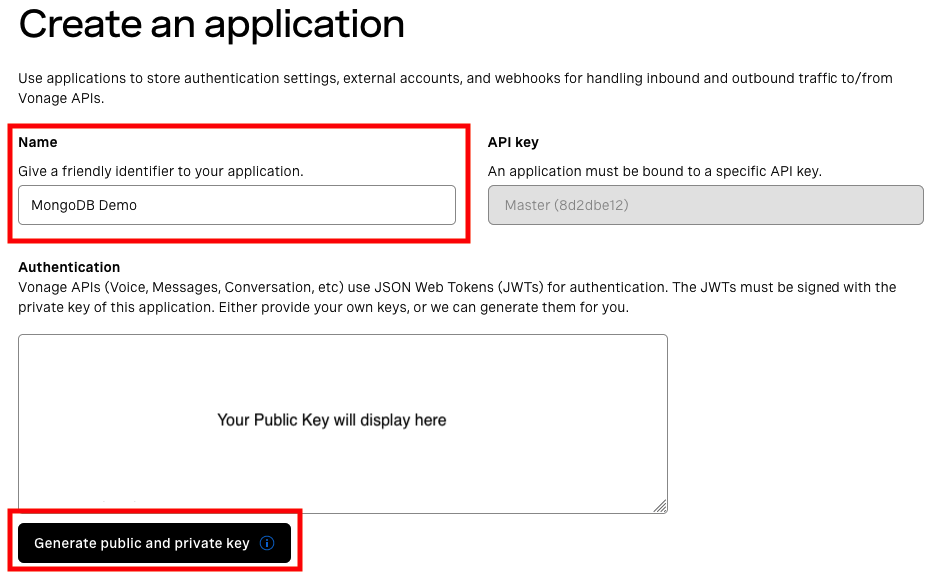 Create an application
Use applications to store authentication settings, external accounts, and webhooks for handling inbound and outbound traffic to/from
Vonage APIs.
Name
Give a friendly identifier to your application.
MongoDB Demo
API key
An application must be bound to a specific API key.
Master (8d2dbe12)
Authentication
Vonage APIs (Voice, Messages, Conversation, etc) use JSON Web Tokens (JWTs) for authentication. The JWTs must be signed with the
private key of this application. Either provide your own keys, or we can generate them for you.
Your Public Key will display here
Generate public and private key